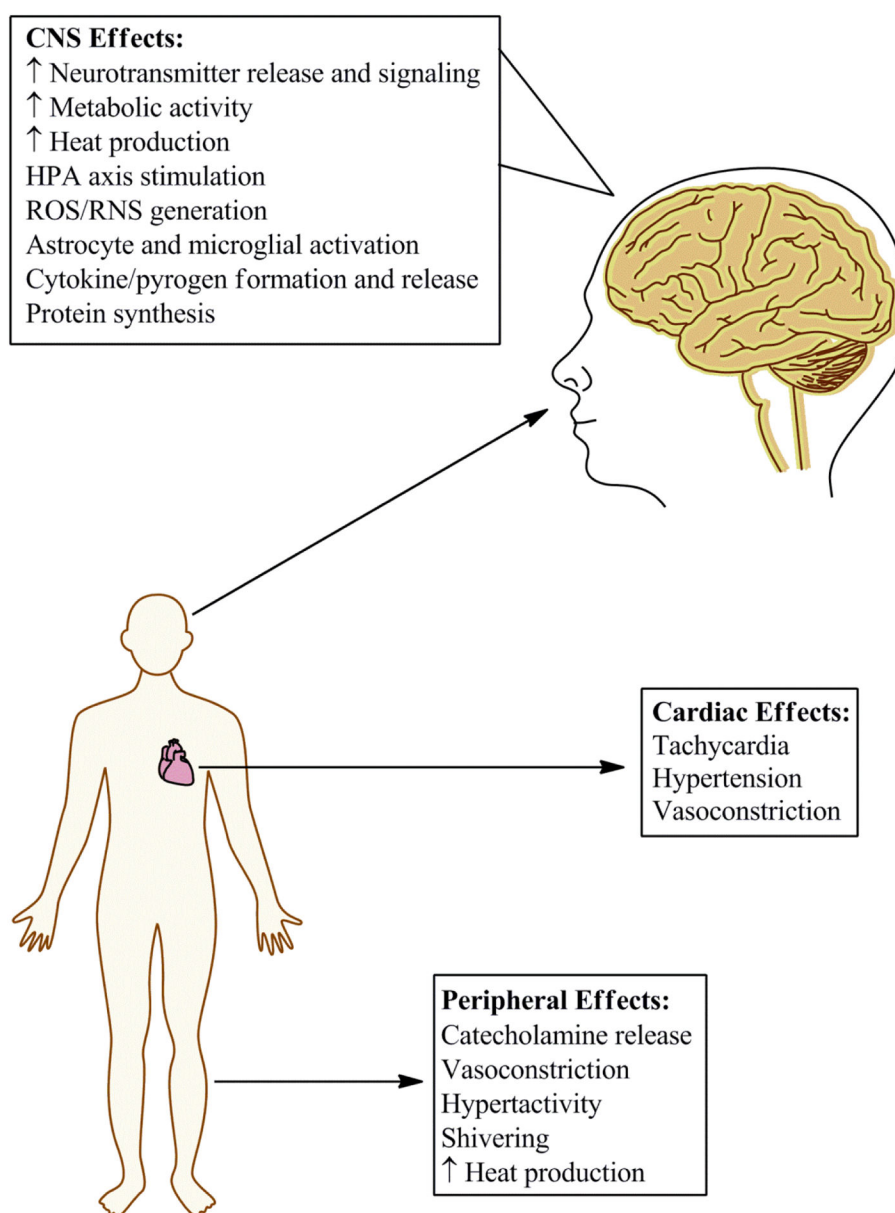 CNS Effects:
↑ Neurotransmitter release and signaling
↑ Metabolic activity
↑ Heat production
HPA axis stimulation
ROS/RNS generation
Astrocyte and microglial activation
Cytokine/pyrogen formation and release
Protein synthesis
Cardiac Effects:
Tachycardia
Hypertension
Vasoconstriction
Peripheral Effects:
Catecholamine release
Vasoconstriction
Hypertactivity
Shivering
↑ Heat production